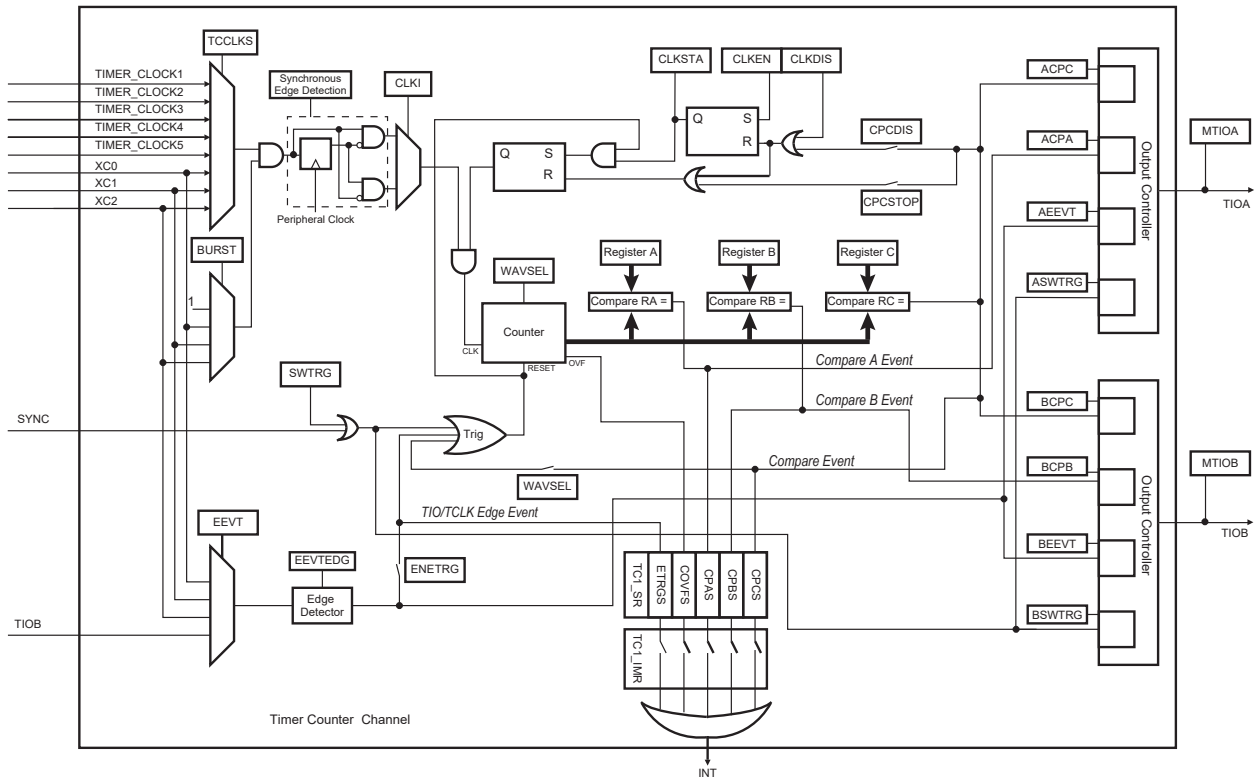 TCCLKS
TIMER_CLOCK1
TIMER_CLOCK2
TIMER_CLOCK3
TIMER_CLOCK4
TIMER_CLOCK5
XC0
XC1
XC2
Synchronous
Edge Detection
CLKI
Peripheral Clock
BURST
1
CLKSTA
CLKEN
CLKDIS
Q
S
R
Q
S
R
CPCDIS
CPCSTOP
ACPC
ACPA
AEEVT
ASWTRG
Output Controller
MTIOA
TIOA
Register A
Register B
Register C
Compare RA =
Compare RB =
Compare RC =
WAVSEL
Counter
CLK
RESET
OVF
SWTRG
SYNC
Trig
WAVSEL
Compare A Event
Compare B Event
Compare Event
TIO/TCLK Edge Event
BCPC
BCPB
BEEVT
BSWTRG
Output Controller
MTIOB
TIOB
EEVT
EEVTEDG
Edge
Detector
ENETRG
TIOB
TC1_SR
ETRGS
COVFS
CPAS
CPBS
CPCS
TC1_IMR
Timer Counter Channel
INT